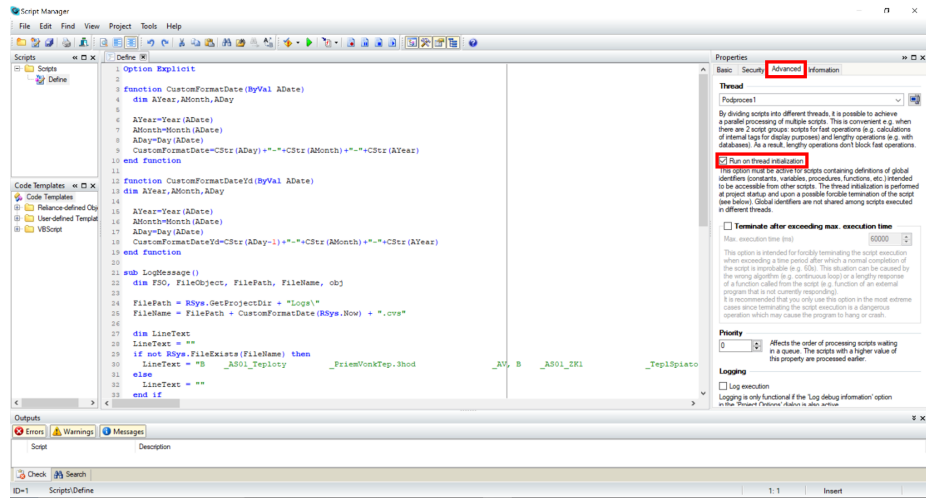 Script Manager
File Edit Find View Project Tools Help
Scripts
Scripts
Define
Code Templates
Code Templates
Reliance-defined Obj
User-defined Templat
VBScript
Define
1 Option Explicit
2
3 function CustomFormatDate(ByVal ADate)
4 dim AYear,AMonth,ADay
5
6 AYear=Year(ADate)
7 AMonth=Month(ADate)
8 ADay=Day(ADate)
9 CustomFormatDate=CStr(ADay)+"-"+CStr(AMonth)+"-"+CStr(AYear)
10 end function
11
12 function CustomFormatDateYd(ByVal ADate)
13 dim AYear,AMonth,ADay
14
15 AYear=Year(ADate)
16 AMonth=Month(ADate)
17 ADay=Day(ADate)
18 CustomFormatDateYd=CStr(ADay-1)+"-"+CStr(AMonth)+"-"+CStr(AYear)
19 end function
20
21 sub LogMessage()
22 dim FSO, FileObject, FilePath, FileName, obj
23
24 FilePath = RSys.GetProjectDir + "Logs\"
25 FileName = FilePath + CustomFormatDate(RSys.Now) + ".cvs"
26
27 dim LineText
28 LineText = ""
29 if not RSys.FileExists(FileName) then
30 LineText = "B _AS01_Teploty _PriemVonkTep.3hod _AV, B _AS01_ZK1 _TeplSpiato
31 else
32 LineText = ""
33 end if
Properties
Basic Security Advanced Information
Thread
Podproces1
By dividing scripts into different threads, it is possible to achieve
a parallel processing of multiple scripts. This is convenient e.g. when
there are 2 script groups: scripts for fast operations (e.g. calculations
of internal tags for display purposes) and lengthy operations (e.g. with
databases). As a result, lengthy operations don't block fast operations.
Run on thread initialization
This option must be active for scripts containing definitions of global
identifiers (constants, variables, procedures, functions, etc.) intended
to be accessible from other scripts. The thread initialization is performed
at project startup and upon a possible forcible termination of the script
(see below). Global identifiers are not shared among scripts executed
in different threads.
Terminate after exceeding max. execution time
Max. execution time (ms) 60000
This option is intended for forcibly terminating the script execution
when exceeding a time period after which a normal completion of
the script is improbable (e.g. 60s). This situation can be caused by
the wrong algorithm (e.g. continuous loop) or a lengthy response
of a function called from the script (e.g. function of an external
program that is not currently responding).
It is recommended that you only use this option in the most extreme
cases since terminating the script execution is a dangerous
operation which may cause the program to hang or crash.
Priority
0 Affects the order of processing scripts waiting
in a queue. The scripts with a higher value of
this property are processed earlier.
Logging
Log execution
Logging is only functional if the 'Log debug information' option
in the 'Project Options' dialog is also active.
Outputs
Errors Warnings Messages
Script Description
Check Search
ID=1 Scripts\Define 1: 1 Insert